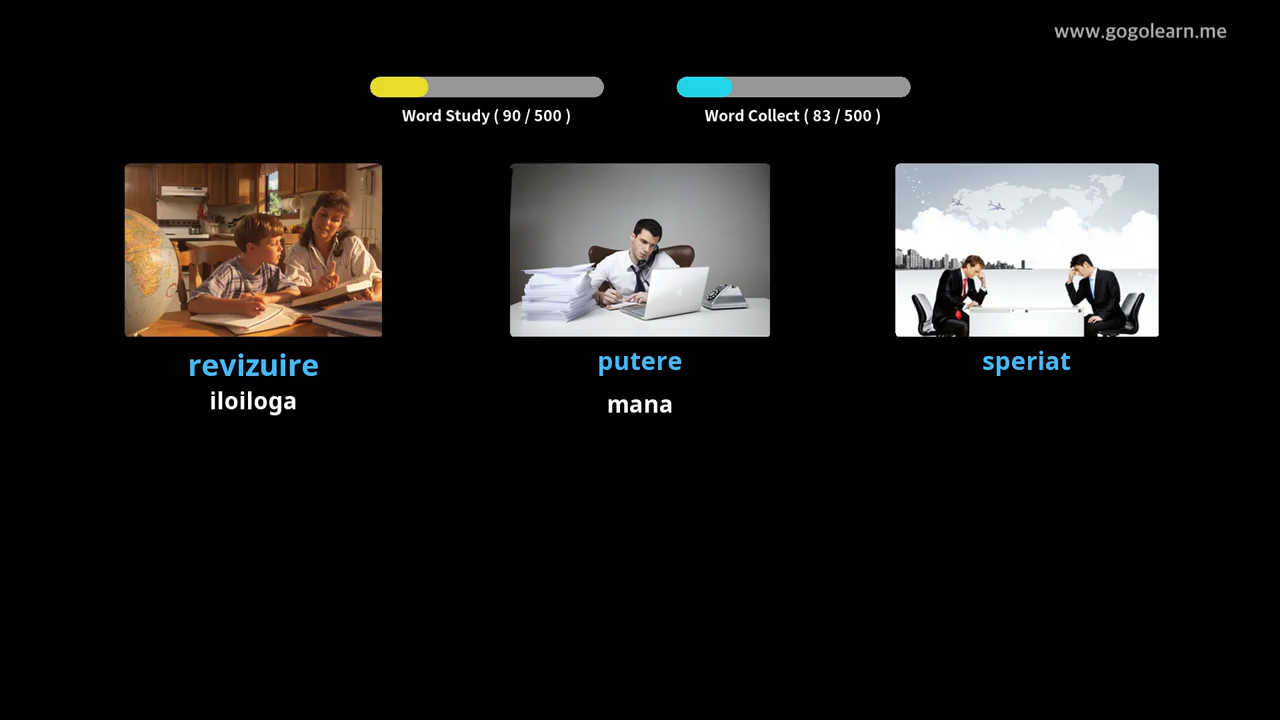 www.gogolearn.me
Word Study ( 90 / 500 )
Word Collect ( 83 / 500 )
revizuire
iloiloga
putere
mana
speriat